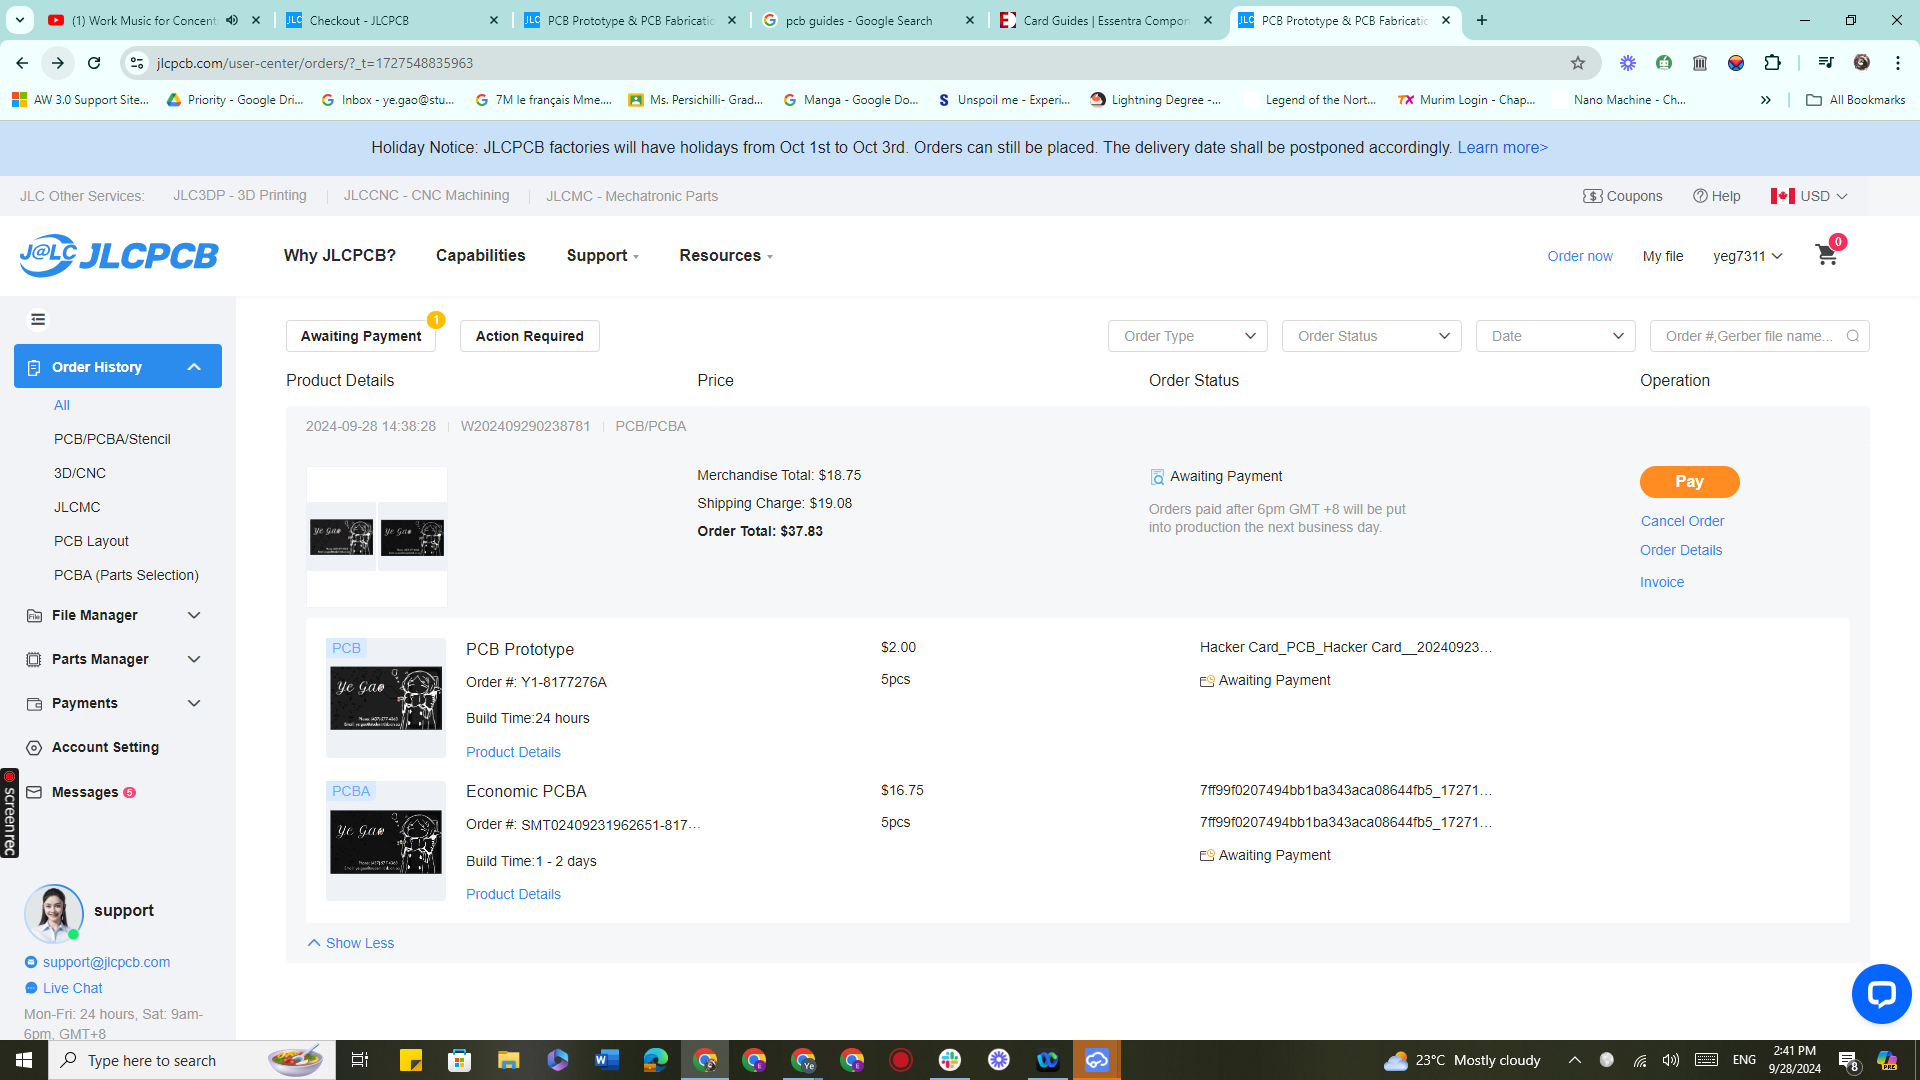 (1) Work Music for Concent
Checkout - JLCPCB
PCB Prototype & PCB Fabricatio
pcb guides - Google Search
Card Guides | Essentra Compon
PCB Prototype & PCB Fabricatio
jlcpcb.com/user-center/orders/?_t=1727548835963
AW 3.0 Support Site...
Priority - Google Dri...
Inbox - ye.gao@stu...
7M le français Mme....
Ms. Persichilli- Grad...
Manga - Google Do...
Unspoil me - Experi...
Lightning Degree -...
Legend of the Nort...
Murim Login - Chap...
Nano Machine - Ch...
All Bookmarks
Holiday Notice: JLCPCB factories will have holidays from Oct 1st to Oct 3rd. Orders can still be placed. The delivery date shall be postponed accordingly. Learn more>
JLC Other Services:
JLC3DP - 3D Printing
JLCCNC - CNC Machining
JLCMC - Mechatronic Parts
Coupons
Help
USD
J@LC JLCPCB
Why JLCPCB?
Capabilities
Support
Resources
Order now
My file
yeg7311
0
Order History
All
PCB/PCBA/Stencil
3D/CNC
JLCMC
PCB Layout
PCBA (Parts Selection)
File Manager
Parts Manager
Payments
Account Setting
Messages 5
screen rec
support
support@jlcpcb.com
Live Chat
Mon-Fri: 24 hours, Sat: 9am-
6pm, GMT+8
Awaiting Payment
1
Action Required
Order Type
Order Status
Date
Order #,Gerber file name...
Product Details
Price
Order Status
Operation
2024-09-28 14:38:28
W202409290238781
PCB/PCBA
Ye Gao
Ye Gao
Merchandise Total: $18.75
Shipping Charge: $19.08
Order Total: $37.83
Awaiting Payment
Orders paid after 6pm GMT +8 will be put
into production the next business day.
Pay
Cancel Order
Order Details
Invoice
PCB
Ye Gao
PCB Prototype
Order #: Y1-8177276A
Build Time:24 hours
Product Details
$2.00
5pcs
Hacker Card_PCB_Hacker Card__20240923...
Awaiting Payment
PCBA
Ye Gao
Economic PCBA
Order #: SMT02409231962651-817...
Build Time:1 - 2 days
Product Details
$16.75
5pcs
7ff99f0207494bb1ba343aca08644fb5_17271...
7ff99f0207494bb1ba343aca08644fb5_17271...
Awaiting Payment
Show Less
Type here to search
23°C Mostly cloudy
ENG
2:41 PM
9/28/2024
8